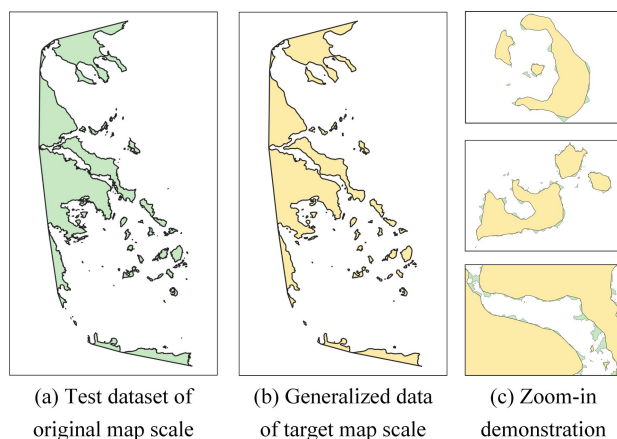 (a) Test dataset of
original map scale
(b) Generalized data
of target map scale
(c) Zoom-in
demonstration